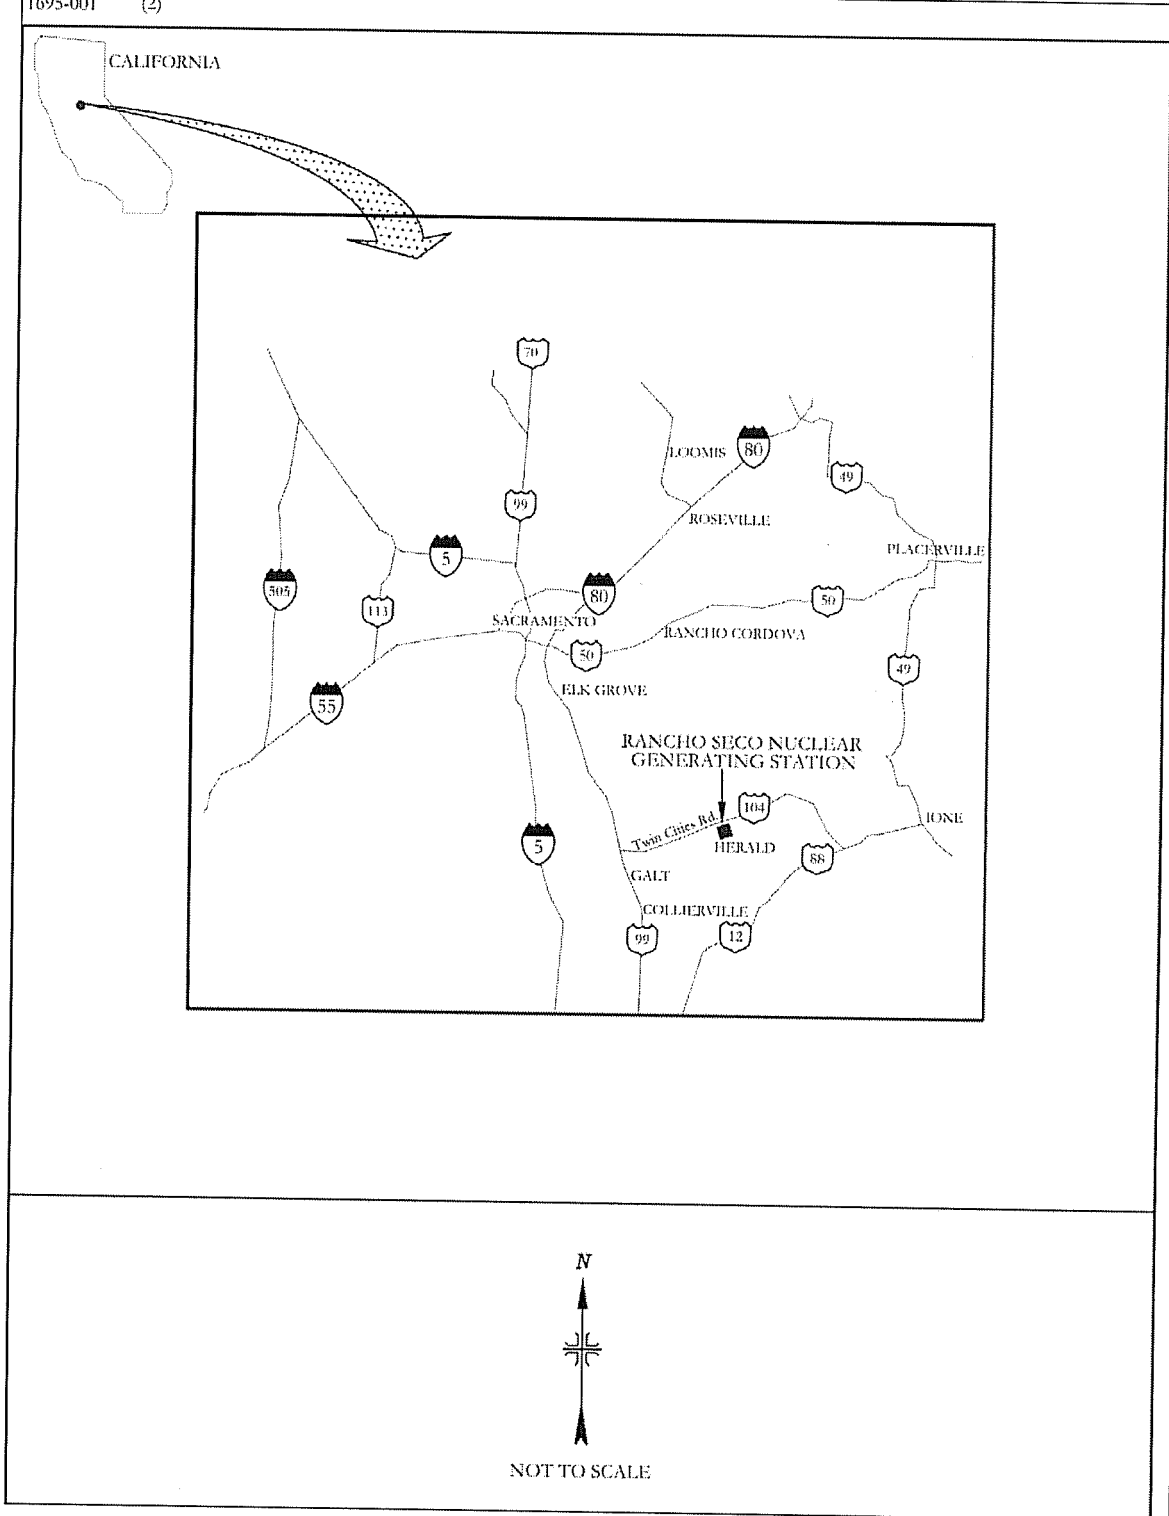 1695-001 (2)
CALIFORNIA
70
LOOMIS
80
49
99
ROSEVILLE
5
PLACERVILLE
505
113
80
50
SACRAMENTO
RANCHO CORDOVA
50
49
ELK GROVE
55
RANCHO SECO NUCLEAR
GENERATING STATION
104
Twin Cities Rd.
IONE
5
HERALD
88
GALT
COLLIERVILLE
99
12
N
NOT TO SCALE